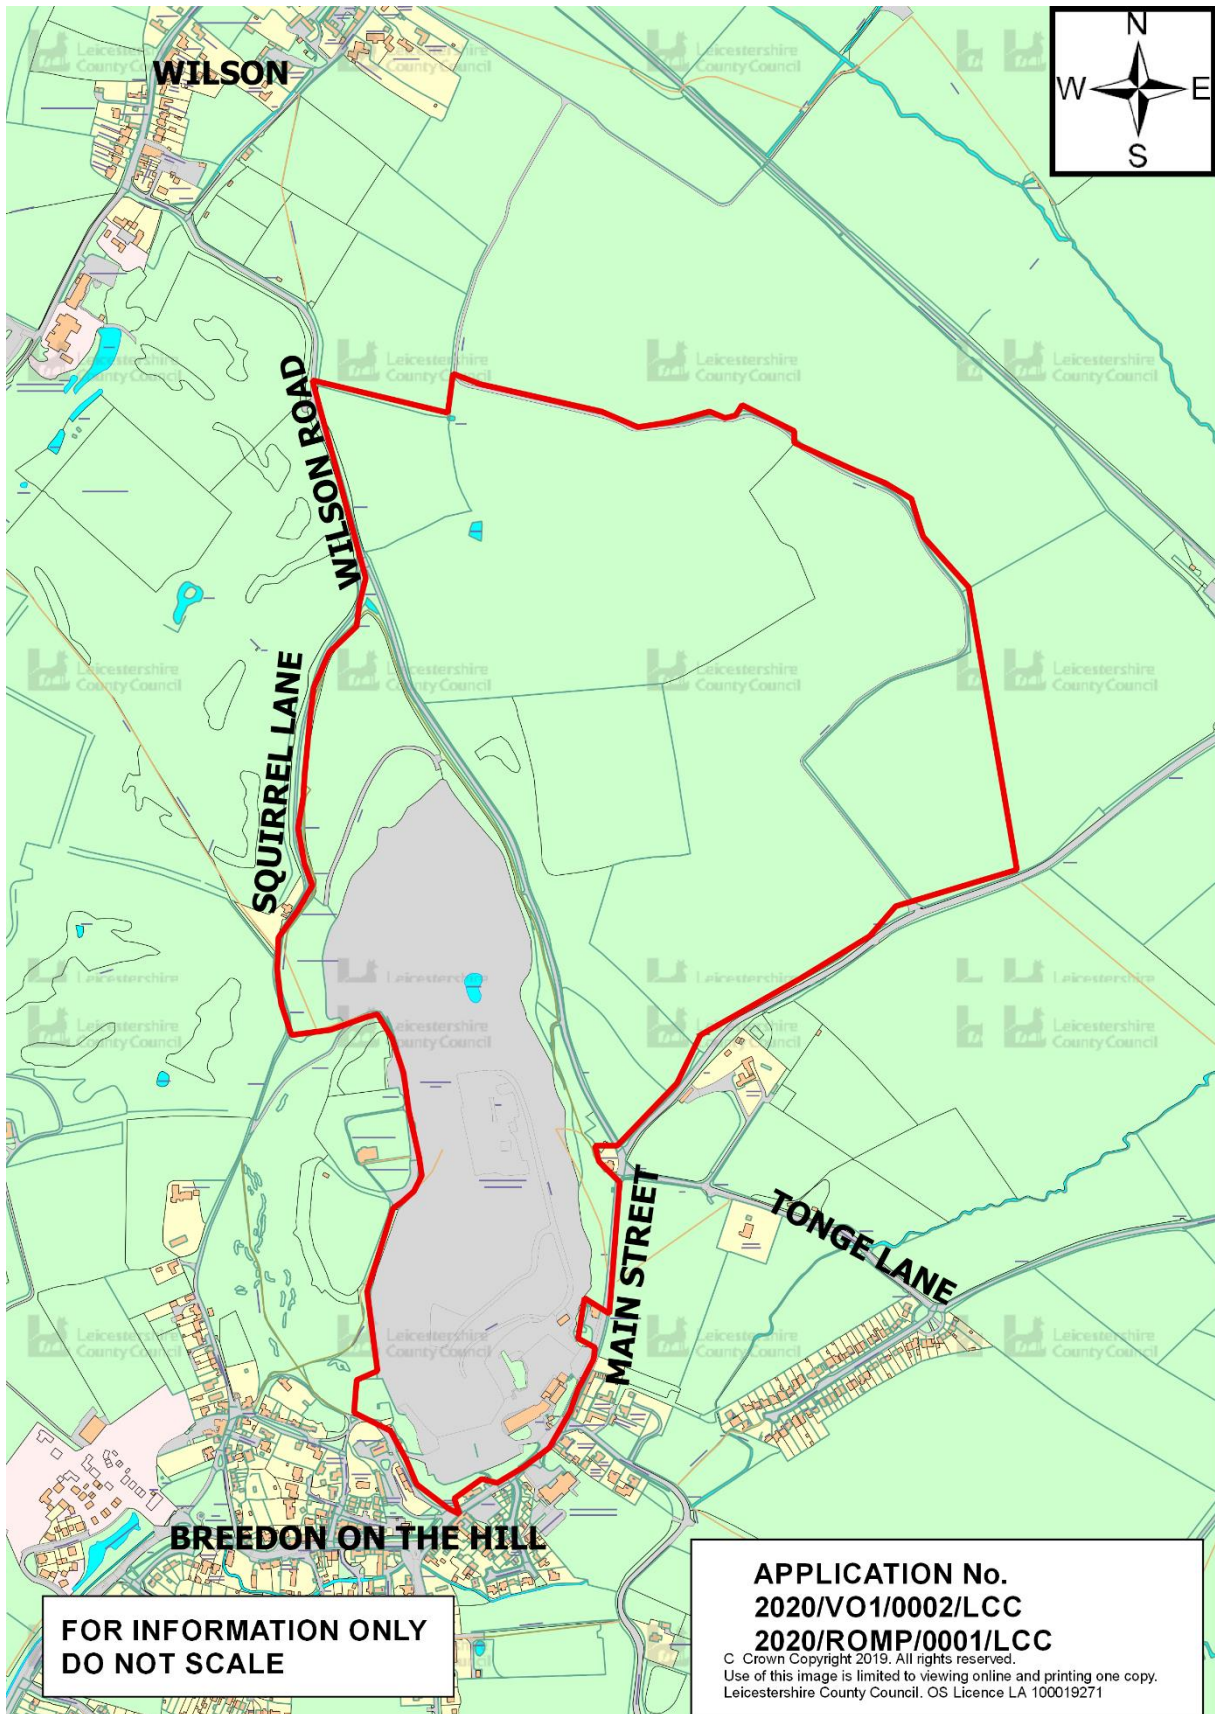 WILSON
N
W E
S
WILSON ROAD
SQUIRREL LANE
MAIN STREET
TONGE LANE
BREEDON ON THE HILL
FOR INFORMATION ONLY
DO NOT SCALE
APPLICATION No.
2020/VO1/0002/LCC
2020/ROMP/0001/LCC
C Crown Copyright 2019. All rights reserved.
Use of this image is limited to viewing online and printing one copy.
Leicestershire County Council. OS Licence LA 100019271
Leicestershire
County Council